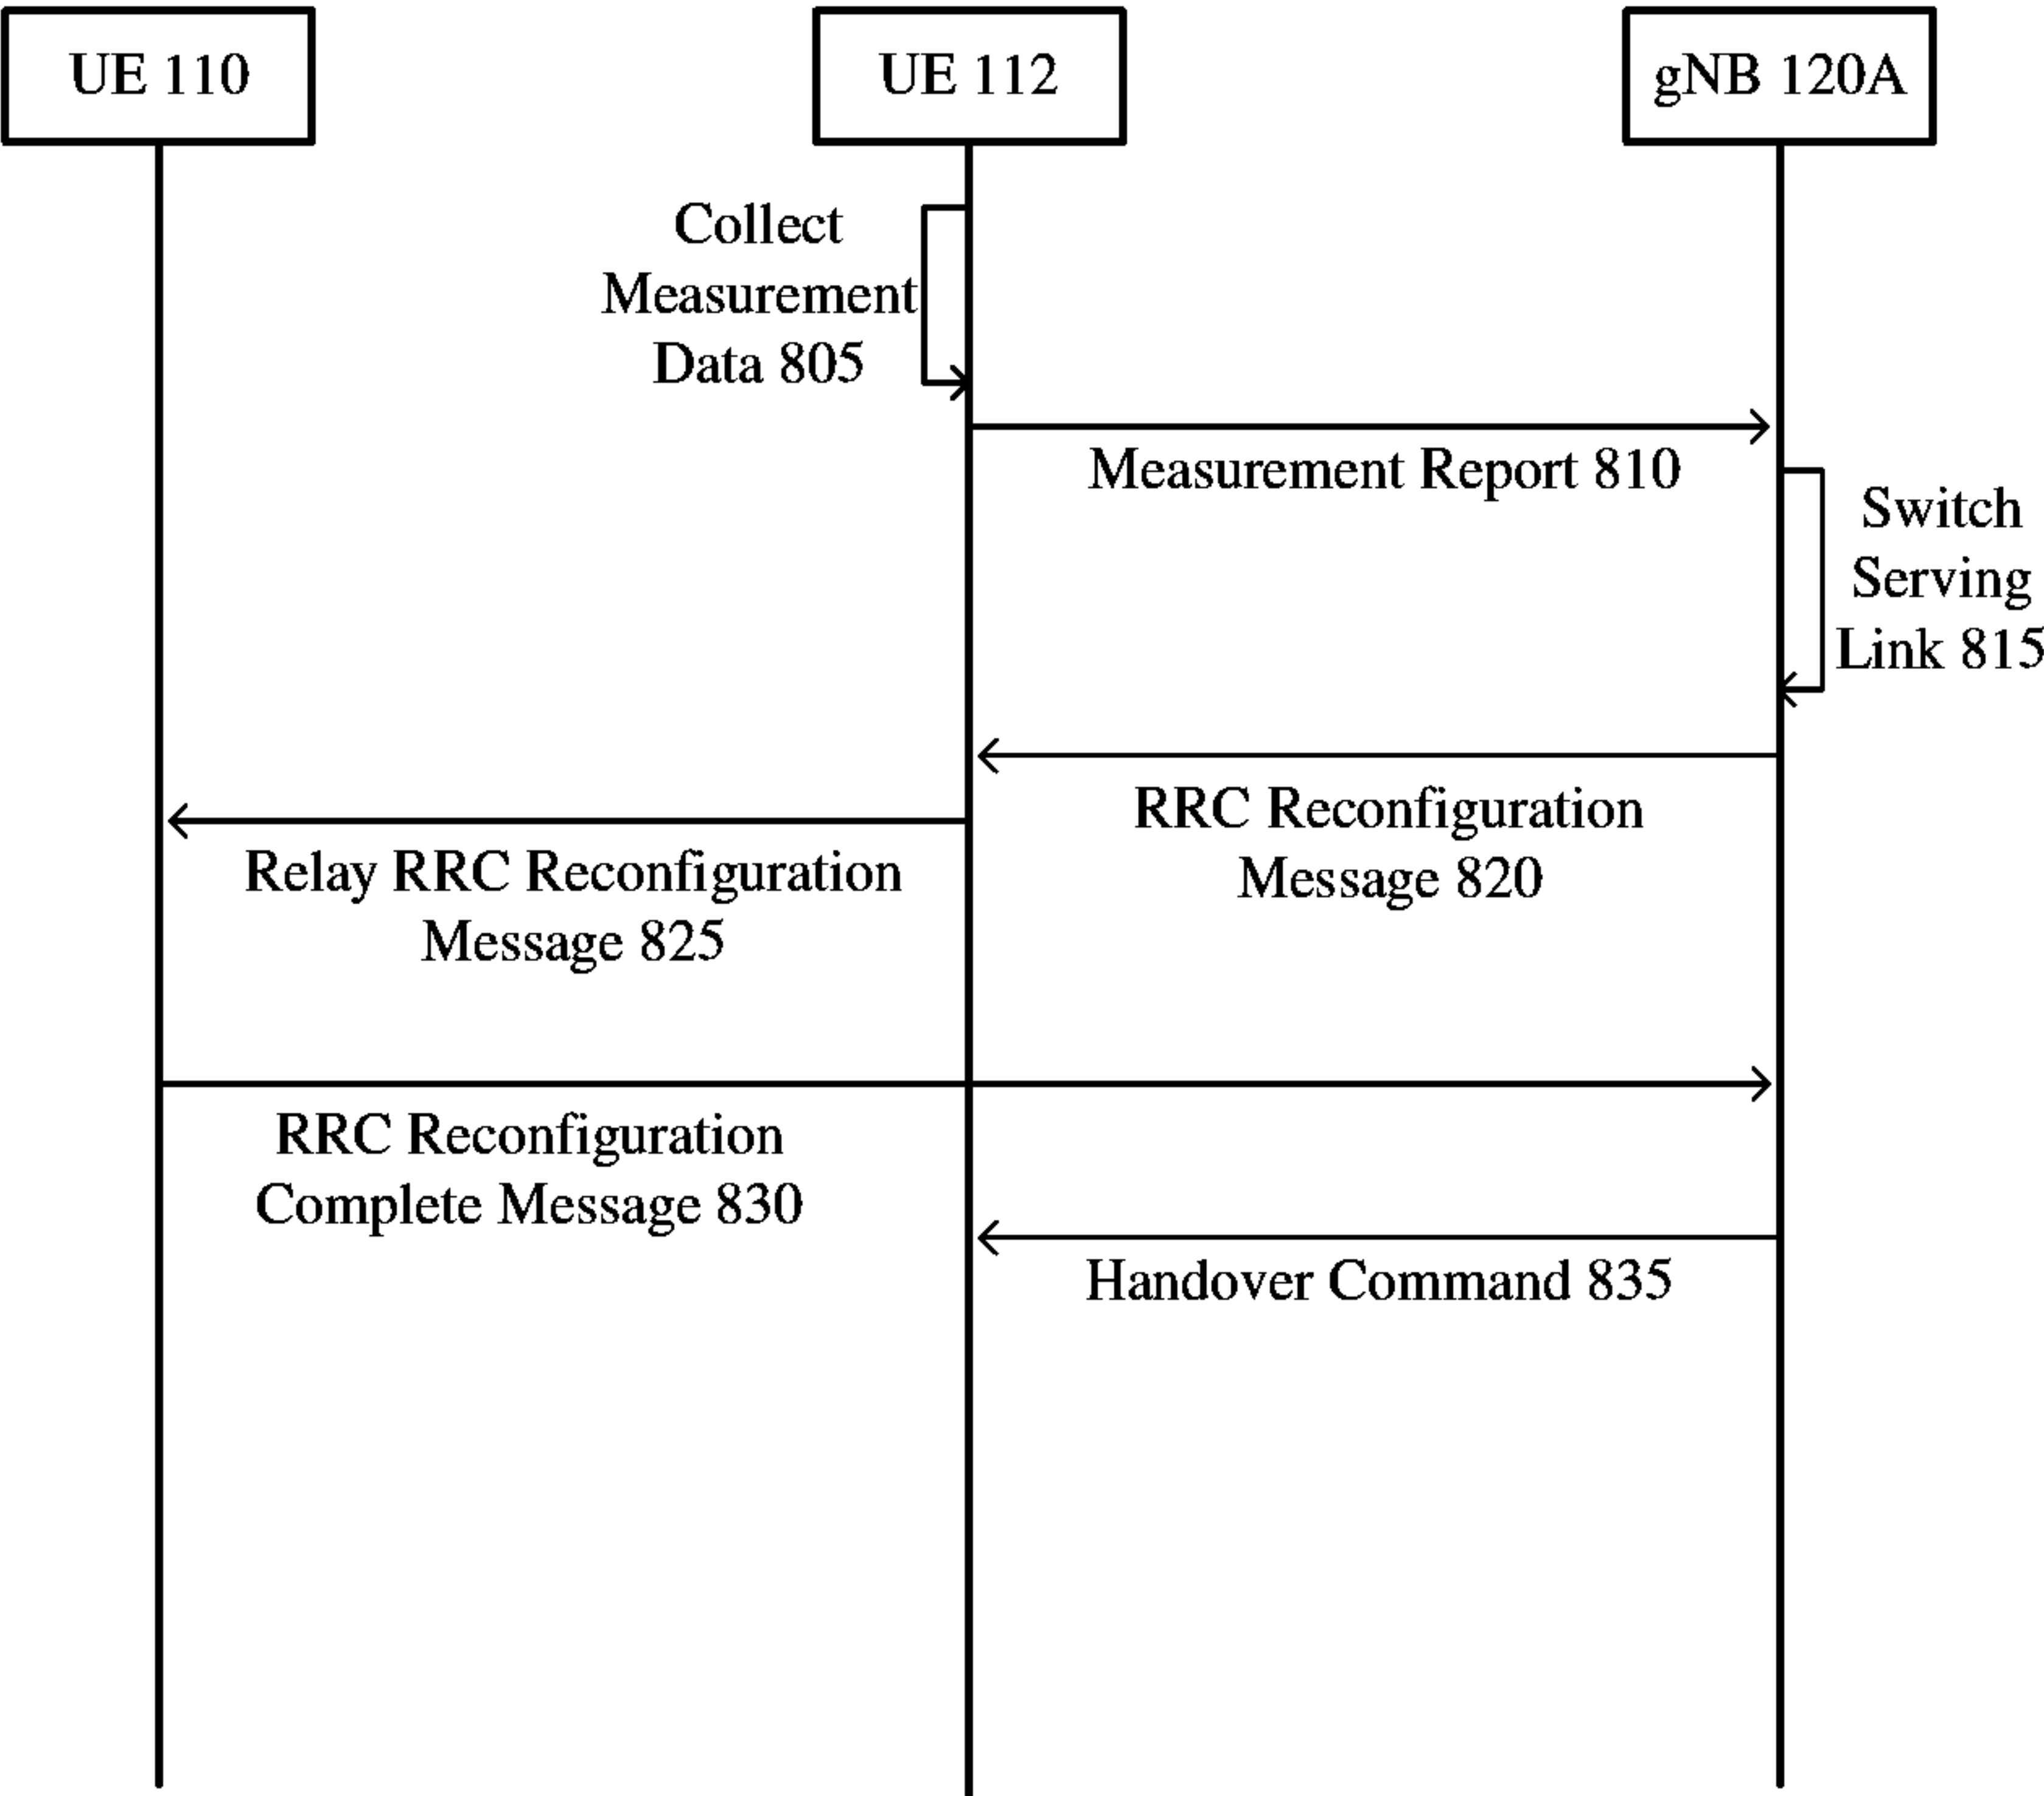 UE 110
UE 112
gNB 120A
Collect
Measurement
Data 805
Measurement Report 810
Switch
Serving
Link 815
RRC Reconfiguration
Message 820
Relay RRC Reconfiguration
Message 825
RRC Reconfiguration
Complete Message 830
Handover Command 835